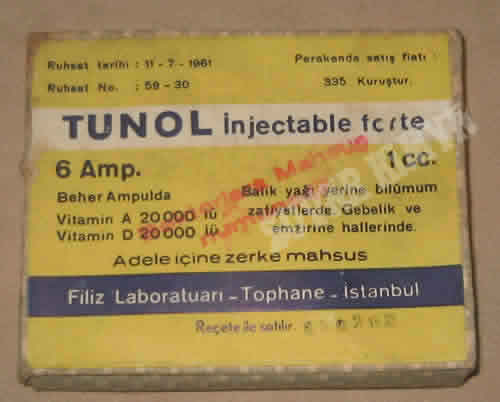 Ruhsat tarihi : 11 - 7 - 1961
Ruhsat No. : 59 - 30
Perakende satış fiatı :
335 Kuruştur.
TUNOL injectable forte
6 Amp.
1 cc.
Beher Ampulda
Vitamin A 20000 IÜ
Vitamin D 20000 IÜ
Balık yağı yerine bilûmum
zafiyetlerde. Gebelik ve
emzirine hallerinde.
Adele içine zerke mahsus
Filiz Laboratuarı - Tophane - İstanbul
Reçete ile satılır.